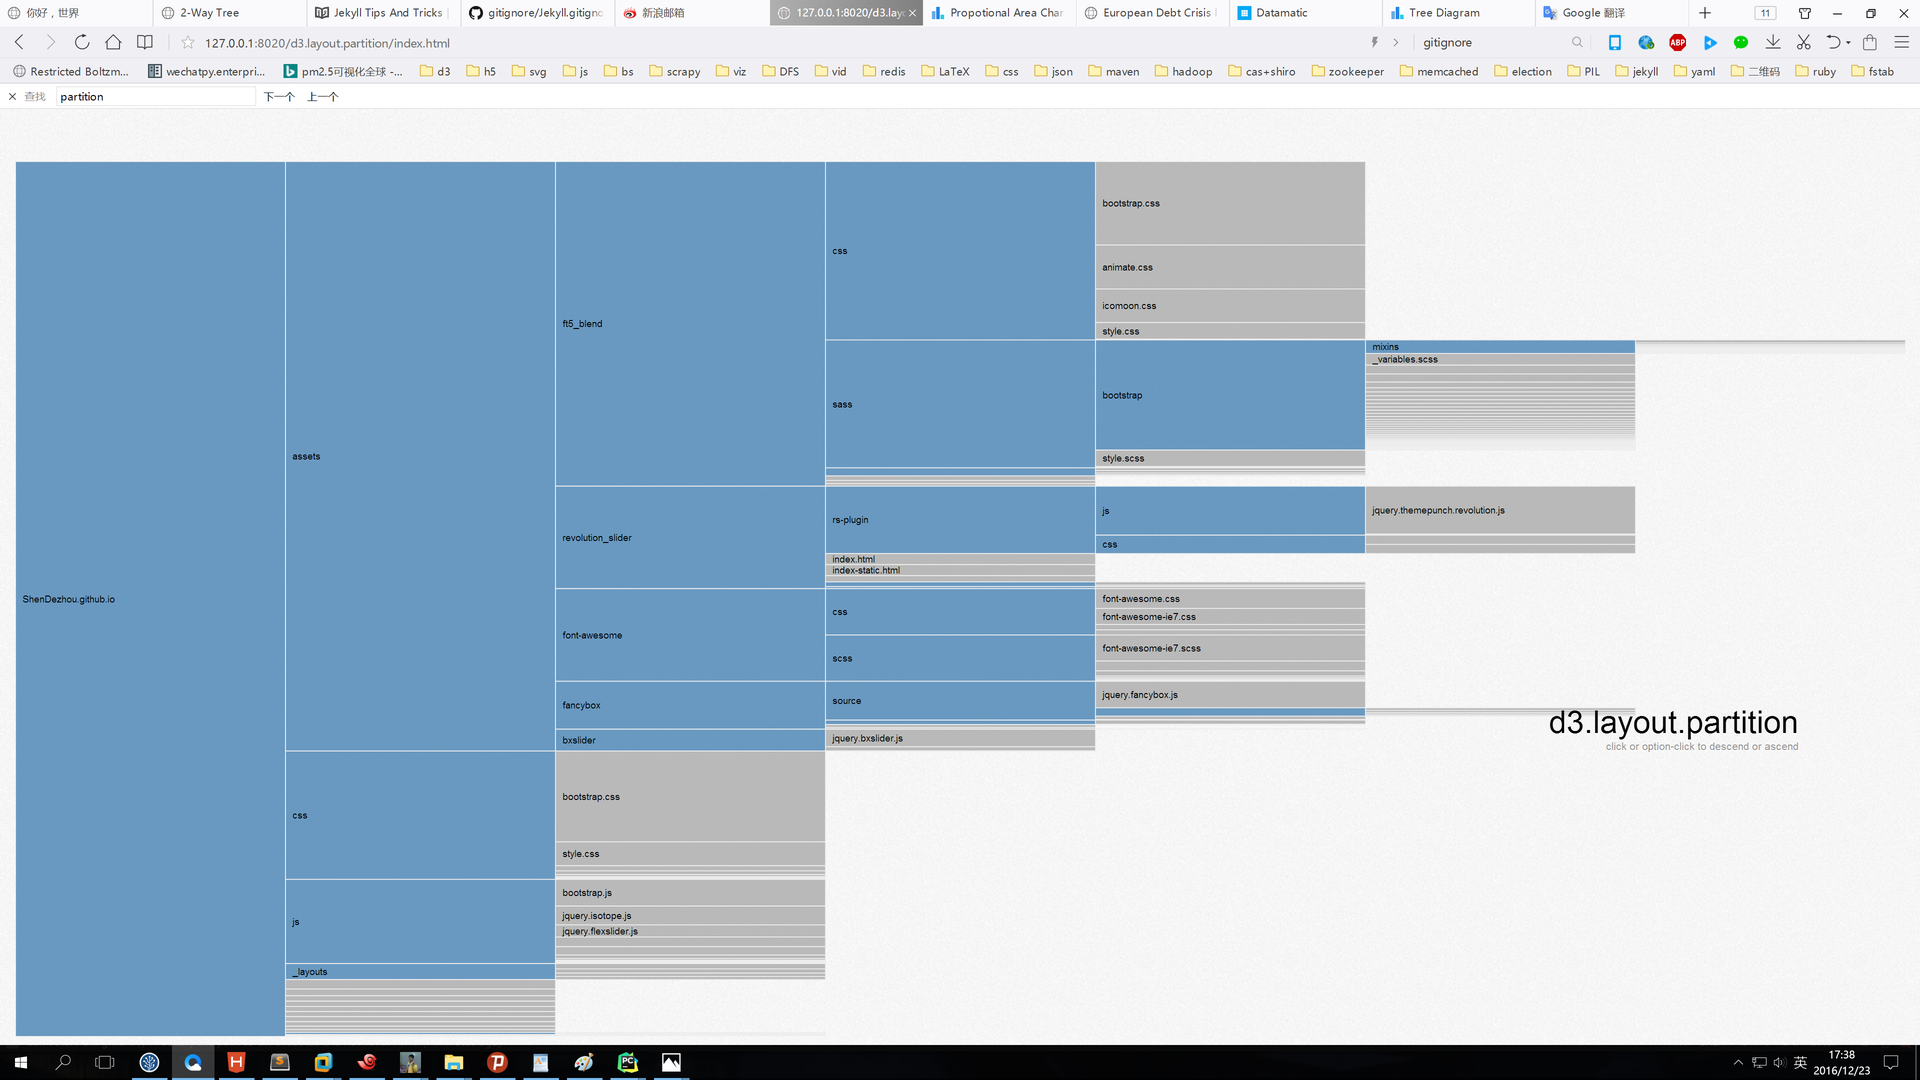 你好，世界
2-Way Tree
Jekyll Tips And Tricks
gitignore/Jekyll.gitigno
新浪邮箱
127.0.0.1:8020/d3.layo
Propotional Area Char
European Debt Crisis
Datamatic
Tree Diagram
Google 翻译
11
127.0.0.1:8020/d3.layout.partition/index.html
gitignore
ABP
Restricted Boltzm...
wechatpy.enterpri...
pm2.5可视化全球 -...
d3
h5
svg
js
bs
scrapy
viz
DFS
vid
redis
LaTeX
css
json
maven
hadoop
cas+shiro
zookeeper
memcached
election
PIL
jekyll
yaml
二维码
ruby
fstab
查找
partition
下一个
上一个
ShenDezhou.github.io
assets
css
js
_layouts
ft5_blend
revolution_slider
font-awesome
fancybox
bxslider
bootstrap.css
style.css
bootstrap.js
jquery.isotope.js
jquery.flexslider.js
css
sass
rs-plugin
index.html
index-static.html
css
scss
source
jquery.bxslider.js
bootstrap.css
animate.css
icomoon.css
style.css
bootstrap
style.scss
js
css
font-awesome.css
font-awesome-ie7.css
font-awesome-ie7.scss
jquery.fancybox.js
mixins
_variables.scss
jquery.themepunch.revolution.js
d3.layout.partition
click or option-click to descend or ascend
英
17:38
2016/12/23